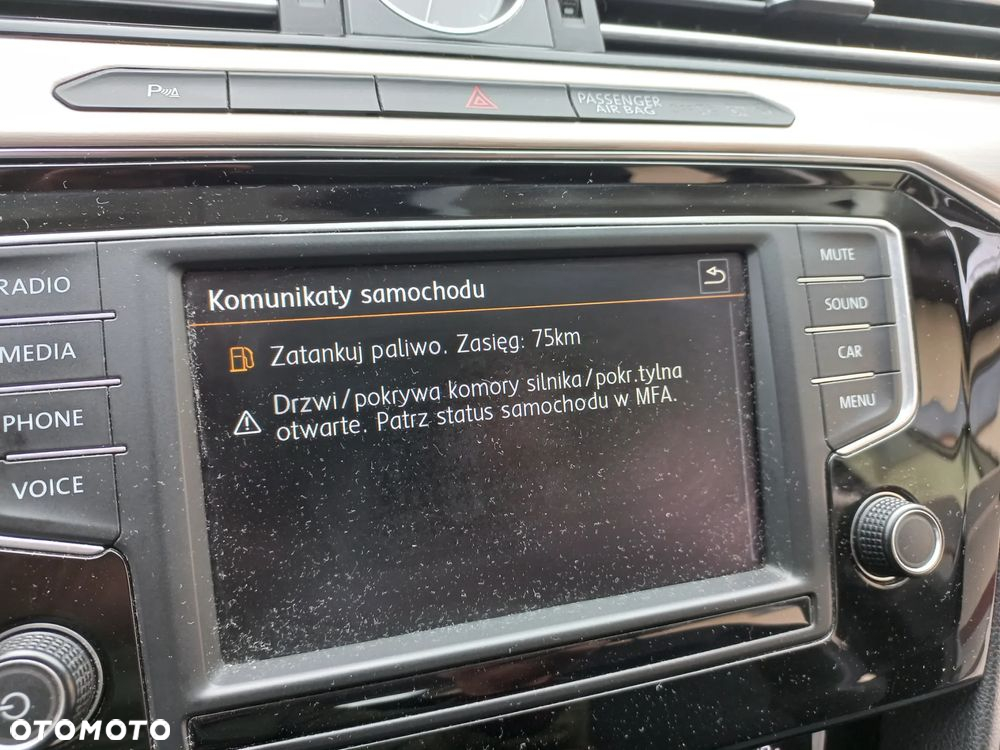 P
PASSENGER
AIR BAG
RADIO
MEDIA
PHONE
VOICE
Komunikaty samochodu
Zatankuj paliwo. Zasięg: 75km
Drzwi/pokrywa komory silnika/pokr.tylna
otwarte. Patrz status samochodu w MFA.
MUTE
SOUND
CAR
MENU
OTOMOTO